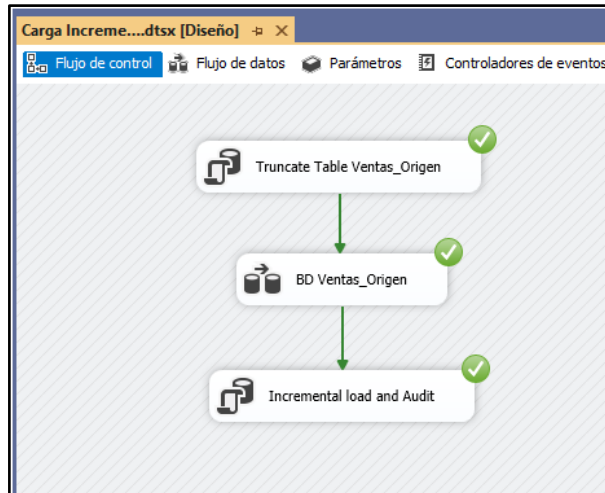 Carga Increme....dtsx [Diseño]
Flujo de control Flujo de datos Parámetros Controladores de eventos
Truncate Table Ventas_Origen
BD Ventas_Origen
Incremental load and Audit